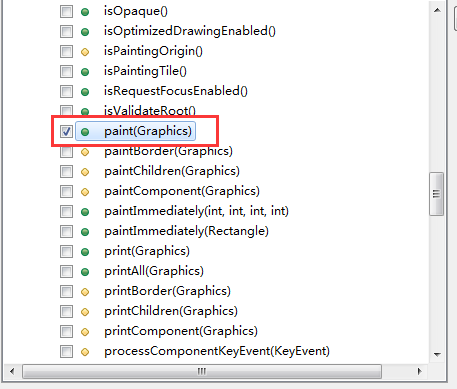 isOpaque()
isOptimizedDrawingEnabled()
isPaintingOrigin()
isPaintingTile()
isRequestFocusEnabled()
isValidateRoot()
paint(Graphics)
paintBorder(Graphics)
paintChildren(Graphics)
paintComponent(Graphics)
paintImmediately(int, int, int, int)
paintImmediately(Rectangle)
print(Graphics)
printAll(Graphics)
printBorder(Graphics)
printChildren(Graphics)
printComponent(Graphics)
processComponentKeyEvent(KeyEvent)